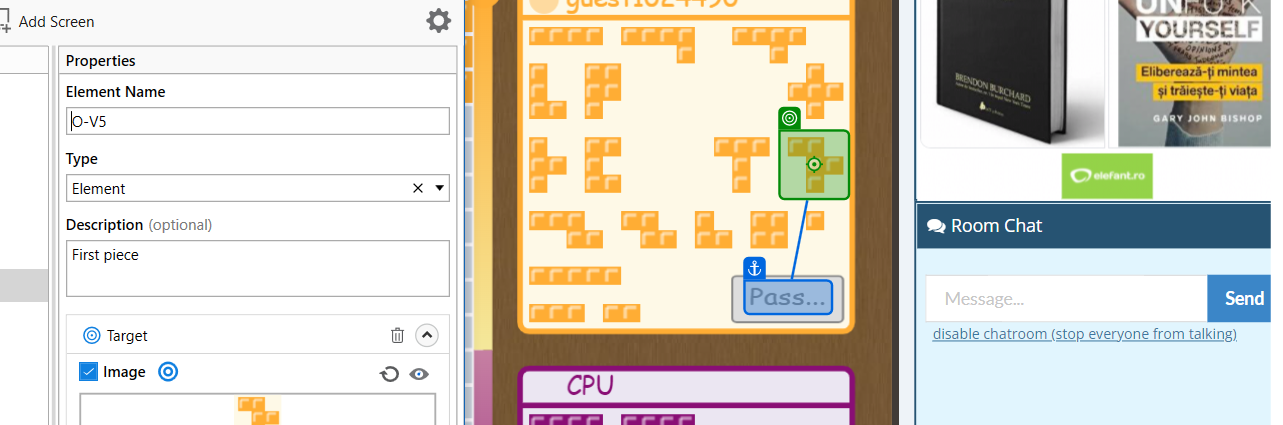 Add Screen
Properties
Element Name
O-V5
Type
Element
Description (optional)
First piece
Target
Image
Pass...
CPU
BRENDON BURCHARD
YOURSELF
Eliberează-ți mintea
și trăiește-ți viața
GARY JOHN BISHOP
elefant.ro
Room Chat
Message...
Send
disable chatroom (stop everyone from talking)